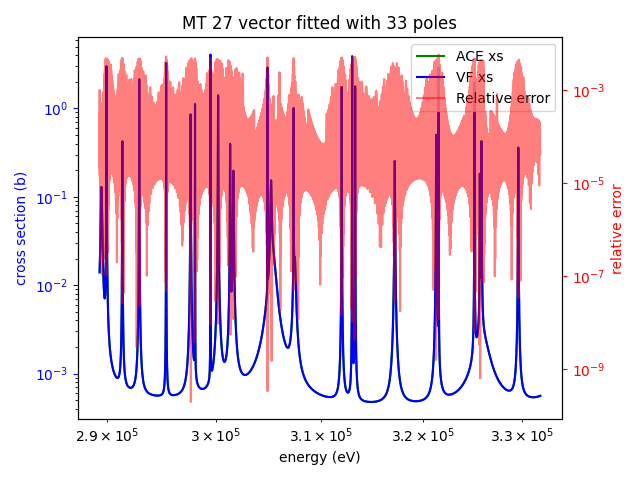 MT 27 vector fitted with 33 poles
ACE xs
VF xs
Relative error
cross section (b)
10⁰
10⁻¹
10⁻²
10⁻³
relative error
10⁻³
10⁻⁵
10⁻⁷
10⁻⁹
2.9 × 10⁵ 3 × 10⁵ 3.1 × 10⁵ 3.2 × 10⁵ 3.3 × 10⁵
energy (eV)